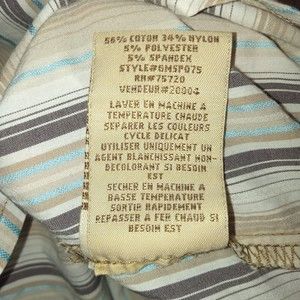 56% COTON 34% NYLON
5% POLYESTER
5% SPANDEX
STYLE#6M5P075
RN#75720
VENDEUR#20004
LAVER EN MACHINE A
TEMPERATURE CHAUDE
SEPARER LES COULEURS
CYCLE DELICAT
UTILISER UNIQUEMENT UN
AGENT BLANCHISSANT NON-
DECOLORANT SI BESOIN
EST
SECHER EN MACHINE A
BASSE TEMPERATURE
SORTIR RAPIDEMENT
REPASSER A FER CHAUD SI
BESOIN EST